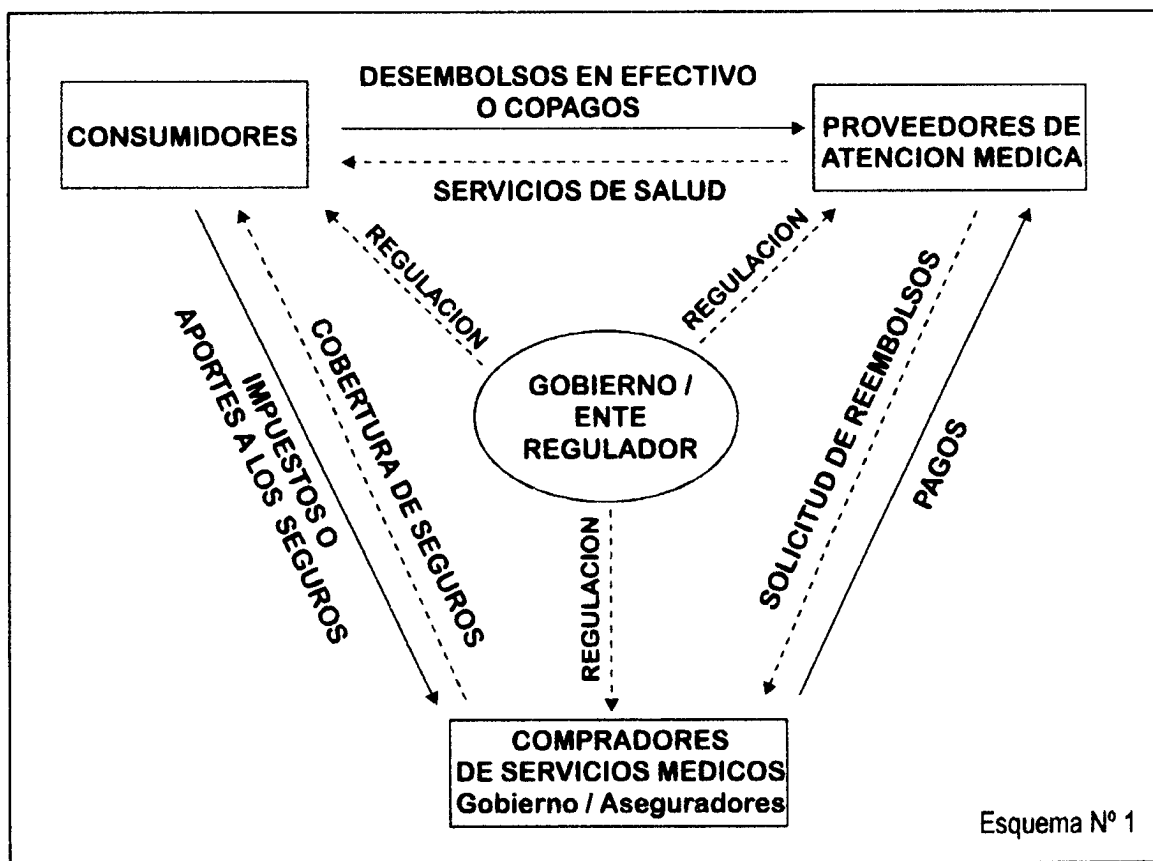 DESEMBOLSOS EN EFECTIVO
O COPAGOS
CONSUMIDORES
PROVEEDORES DE
ATENCION MEDICA
SERVICIOS DE SALUD
REGULACION
REGULACION
IMPUESTOS O
APORTES A LOS SEGUROS
COBERTURA DE SEGUROS
GOBIERNO /
ENTE
REGULADOR
SOLICITUD DE REEMBOLSOS
PAGOS
REGULACION
COMPRADORES
DE SERVICIOS MEDICOS
Gobierno / Aseguradores
Esquema Nº 1